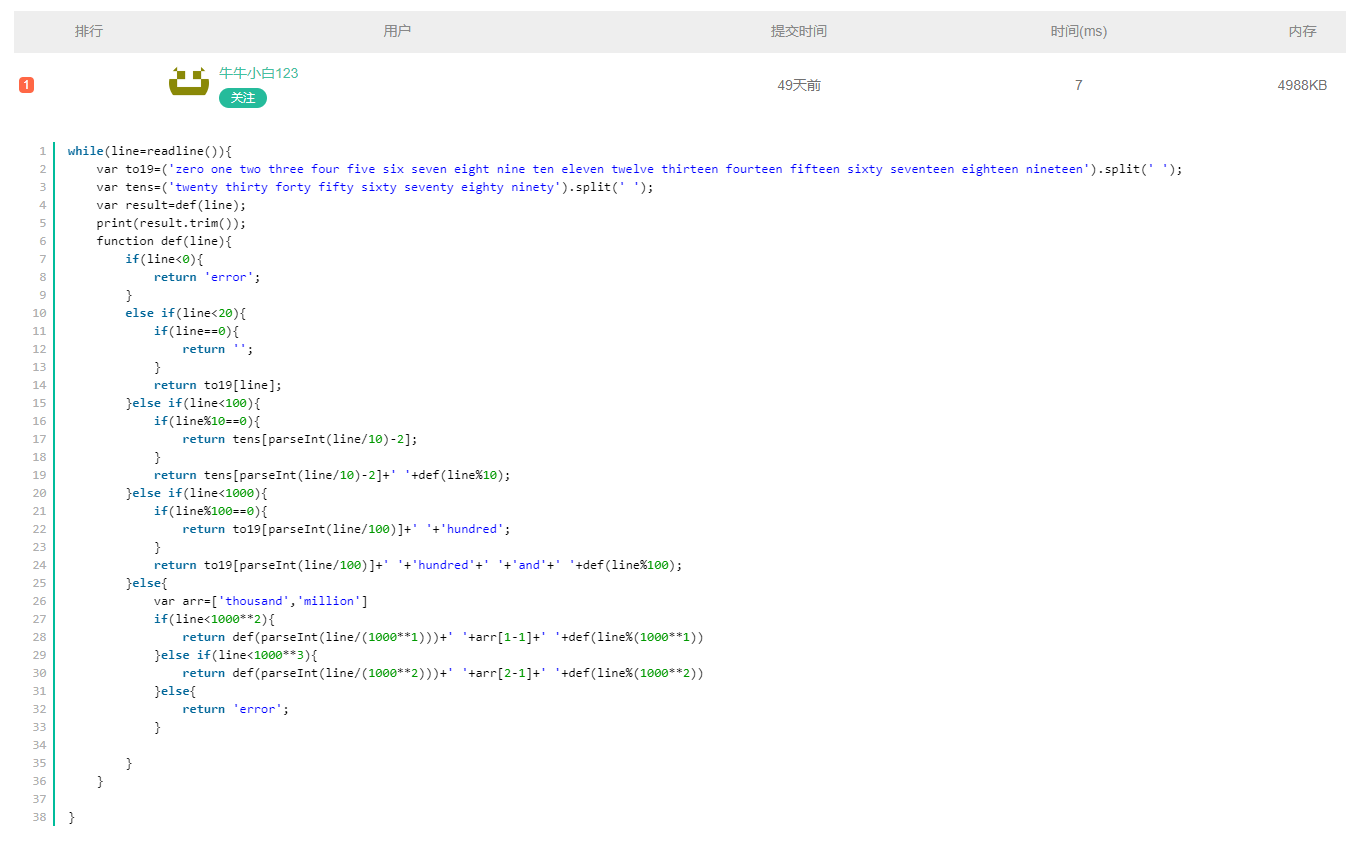 排行 用户 提交时间 时间(ms) 内存
1 牛牛小白123 49天前 7 4988KB
关注
1 while(line=readline()){
2     var to19=('zero one two three four five six seven eight nine ten eleven twelve thirteen fourteen fifteen sixty seventeen eighteen nineteen').split(' ');
3     var tens=('twenty thirty forty fifty sixty seventy eighty ninety').split(' ');
4     var result=def(line);
5     print(result.trim());
6     function def(line){
7         if(line<0){
8             return 'error';
9         }
10         else if(line<20){
11             if(line==0){
12                 return '';
13             }
14             return to19[line];
15         }else if(line<100){
16             if(line%10==0){
17                 return tens[parseInt(line/10)-2];
18             }
19             return tens[parseInt(line/10)-2]+' '+def(line%10);
20         }else if(line<1000){
21             if(line%100==0){
22                 return to19[parseInt(line/100)]+' '+'hundred';
23             }
24             return to19[parseInt(line/100)]+' '+'hundred'+' '+'and'+' '+def(line%100);
25         }else{
26             var arr=['thousand','million']
27             if(line<1000**2){
28                 return def(parseInt(line/(1000**1)))+' '+arr[1-1]+' '+def(line%(1000**1))
29             }else if(line<1000**3){
30                 return def(parseInt(line/(1000**2)))+' '+arr[2-1]+' '+def(line%(1000**2))
31             }else{
32                 return 'error';
33             }
34
35         }
36     }
37
38 }